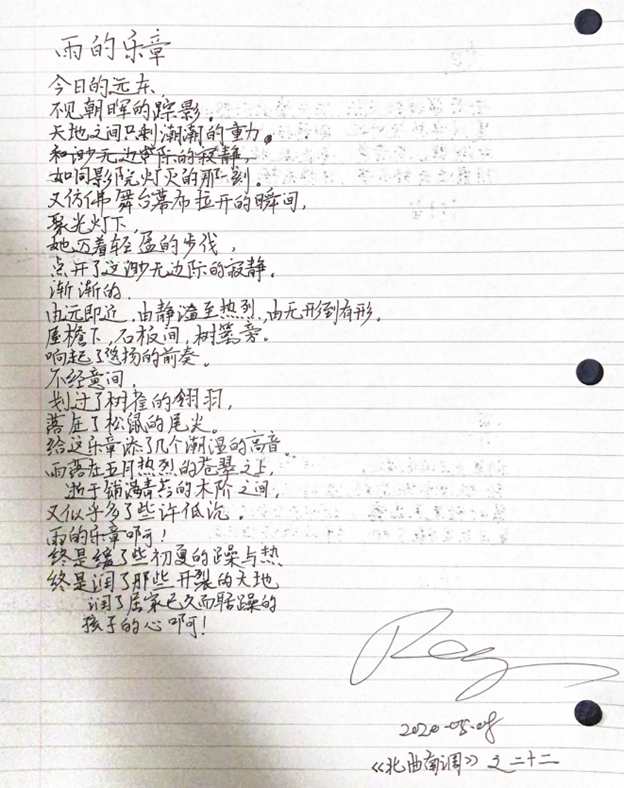 雨的乐章
今日的远东，
不见朝晖的踪影。
天地之间只剩潮潮的重力。
和渺无边际的寂静，
如同影院灯灭的那一刻。
又仿佛舞台幕布拉开的瞬间，
聚光灯下，
她迈着轻盈的步伐，
点开了这渺无边际的寂静。
渐渐的，
由远即近，由静溢至热烈，由无形到有形。
屋檐下，石板间，树篱旁。
响起了悠扬的前奏。
不经意间，
划过了树雀的翎羽，
落在了松鼠的尾尖。
给这乐章添了几个潮湿的高音。
雨落在五月热烈的苍翠之上，
逝于铺满青苔的木阶之间，
又似乎多了些许低沉。
雨的乐章啊！
终是缓了些初夏的躁与热
终是润了那些开裂的天地
润了居家已久而聒躁的
孩子的心啊！
Ray
2020-05-08
《北曲南调》之二十二